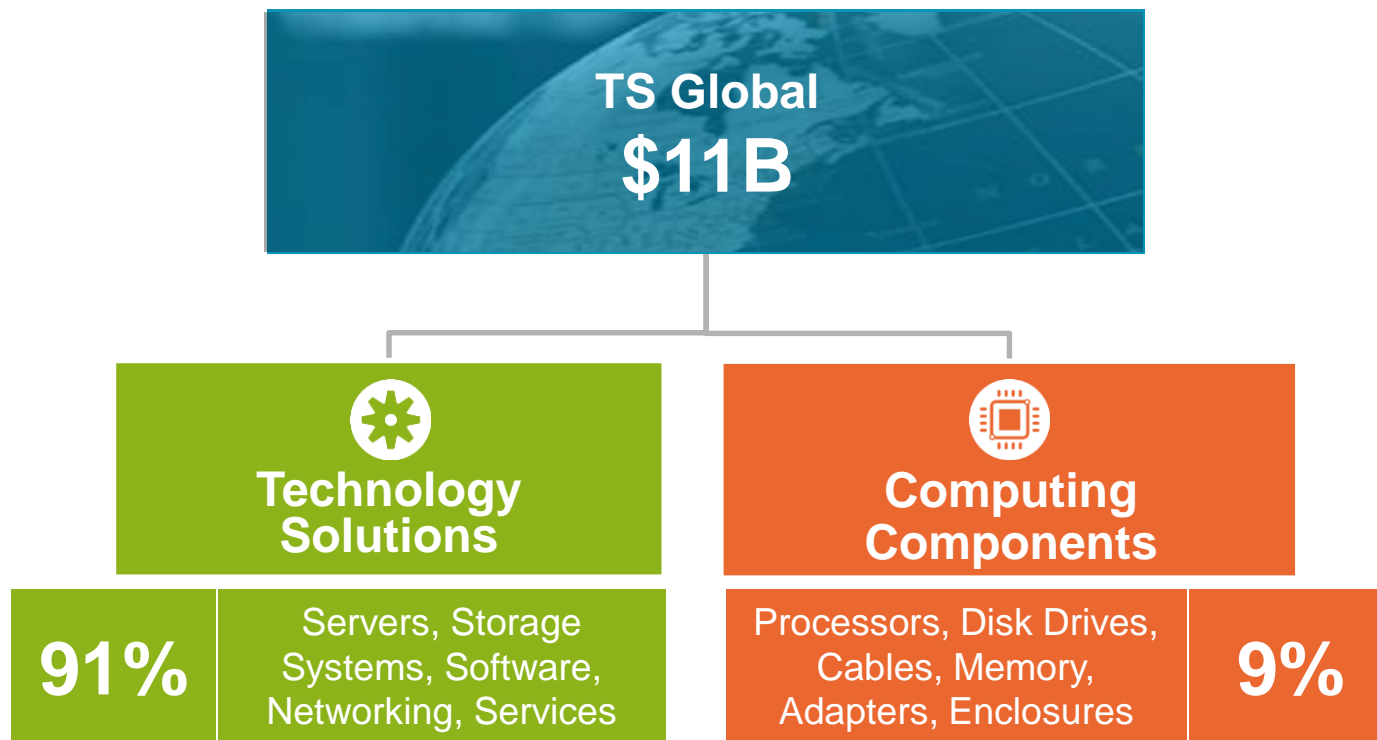 TS Global
$11B
Technology
Solutions
Computing
Components
91%
Servers, Storage
Systems, Software,
Networking, Services
Processors, Disk Drives,
Cables, Memory,
Adapters, Enclosures
9%